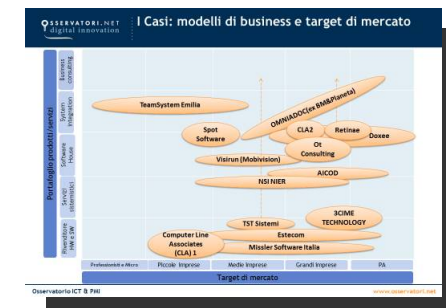 OSSERVATORI.NET
digital innovation
I Casi: modelli di business e target di mercato
Portafoglio prodotti/servizi
Business consulting
System Integration
Software House
Servizi sistemistici
Rivenditore HW e SW
TeamSystem Emilia
OMNIADOC(ex BM&Planeta)
Spot
Software
CLA2
Retinae
Doxee
Ot
Consulting
Visirun (Mobivision)
AICOD
NSI NIER
3CIME
TECHNOLOGY
TST Sistemi
Computer Line
Associates
(CLA) 1
Estecom
Missler Software Italia
Professionisti e Micro
Piccole Imprese
Medie Imprese
Grandi Imprese
PA
Target di mercato
Osservatorio ICT & PMI
www.osservatori.net